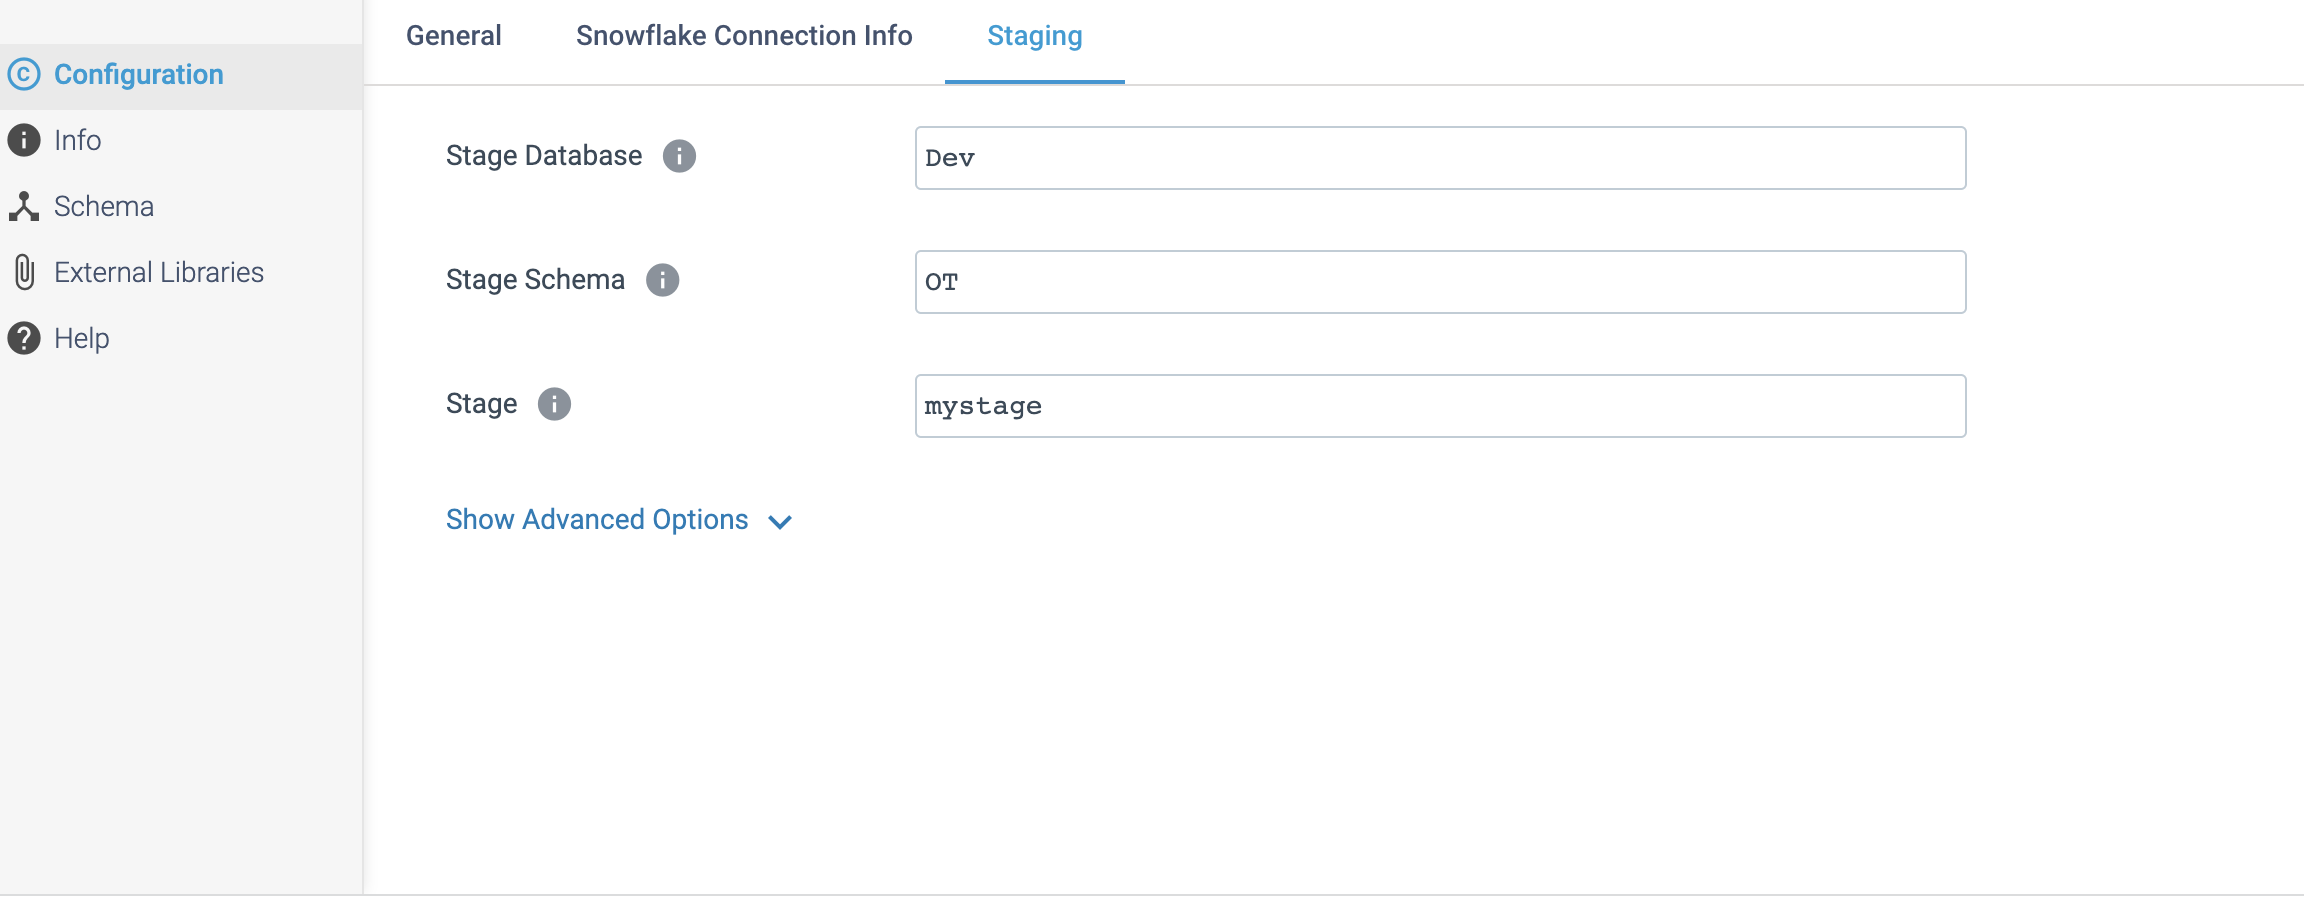 General
Snowflake Connection Info
Staging
Configuration
Info
Schema
External Libraries
Help
Stage Database
Dev
Stage Schema
OT
Stage
mystage
Show Advanced Options